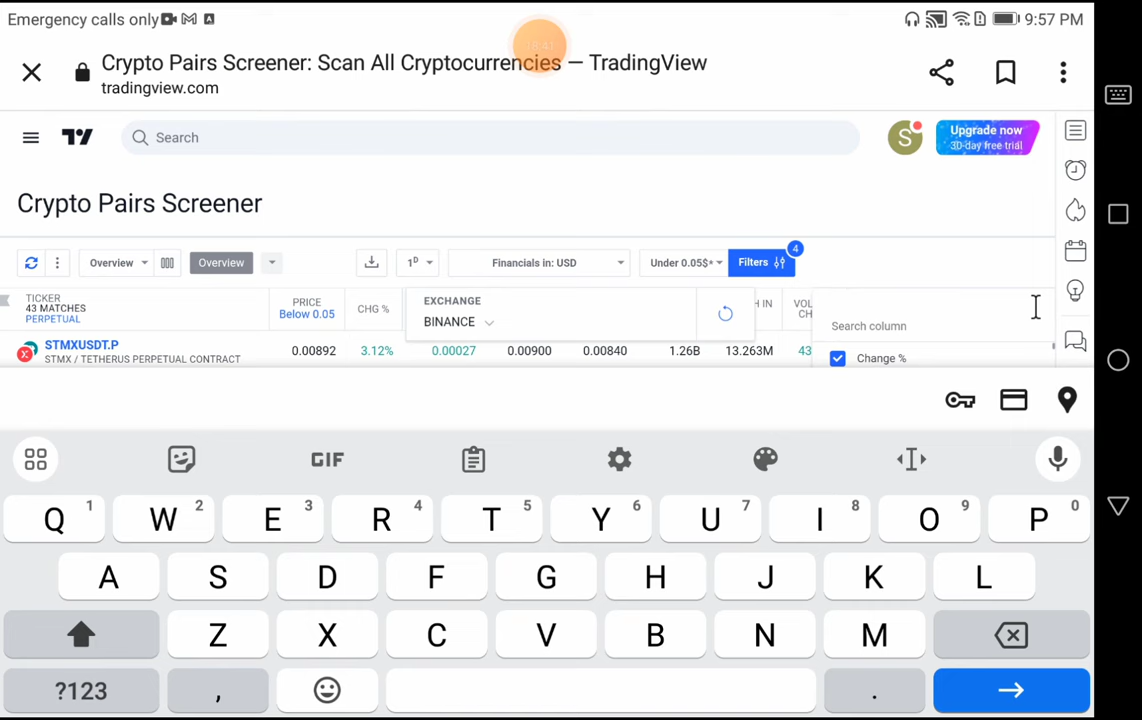 Emergency calls only
9:57 PM
Crypto Pairs Screener: Scan All Cryptocurrencies — TradingView
tradingview.com
Search
S
Upgrade now
30-day free trial
Crypto Pairs Screener
Overview
Overview
1D
Financials in: USD
Under 0.05$*
Filters
4
TICKER
43 MATCHES
PERPETUAL
PRICE
Below 0.05
CHG %
EXCHANGE
BINANCE
H IN
VOL
CH
Search column
STMXUSDT.P
STMX / TETHERUS PERPETUAL CONTRACT
0.00892
3.12%
0.00027
0.00900
0.00840
1.26B
13.263M
43
Change %
GIF
Q 1 W 2 E 3 R 4 T 5 Y 6 U 7 I 8 O 9 P 0
A S D F G H J K L
Z X C V B N M
?123 , .